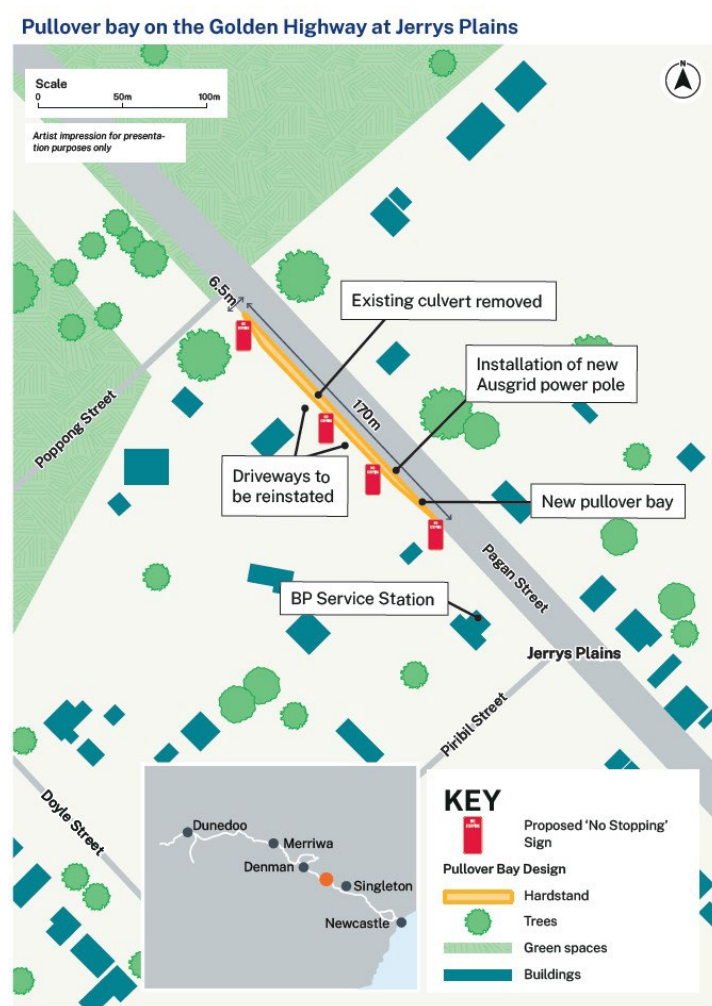 Pullover bay on the Golden Highway at Jerrys Plains
Scale
0 50m 100m
Artist impression for presenta-
tion purposes only
N
6.5m
Existing culvert removed
Installation of new
Ausgrid power pole
170m
Poppong Street
Driveways to
be reinstated
New pullover bay
Pagan Street
BP Service Station
Jerrys Plains
Piribil Street
Doyle Street
Dunedoo
Merriwa
Denman
Singleton
Newcastle
KEY
NO
STOPPING
Proposed ‘No Stopping’
Sign
Pullover Bay Design
Hardstand
Trees
Green spaces
Buildings